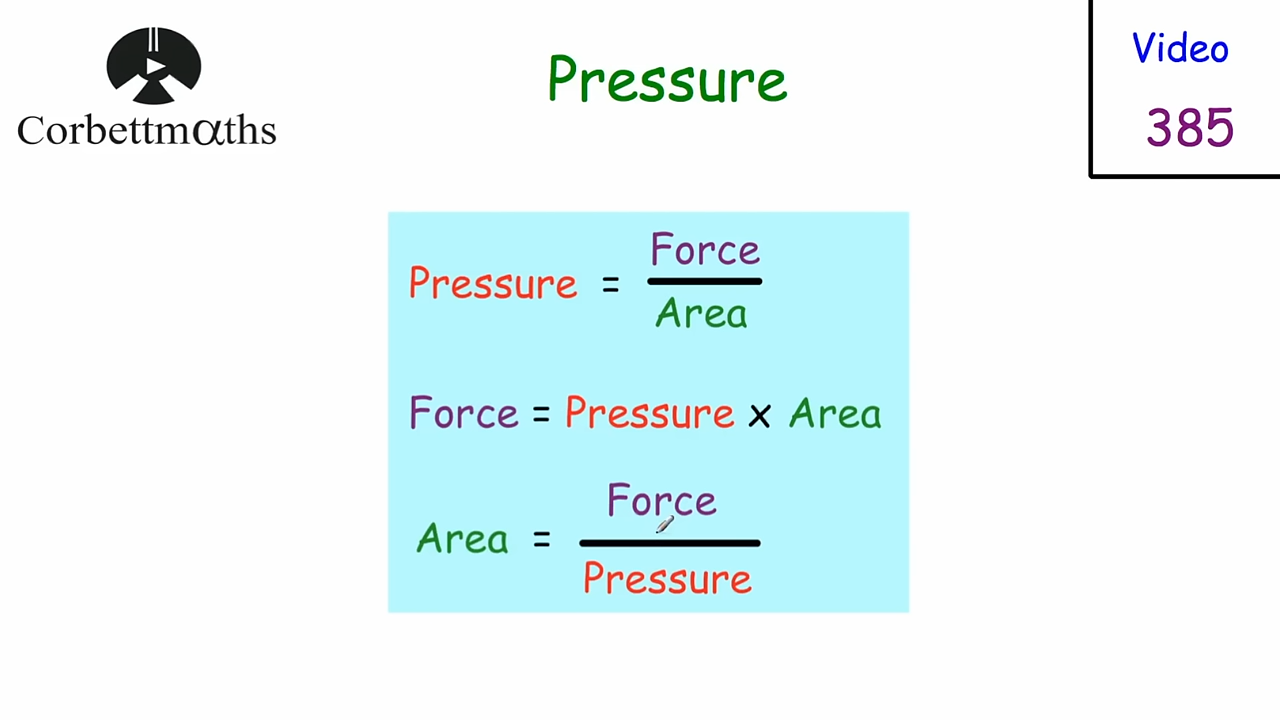 Corbettmαths
Pressure
Video
385
Pressure = Force
Area
Force = Pressure x Area
Area = Force
Pressure